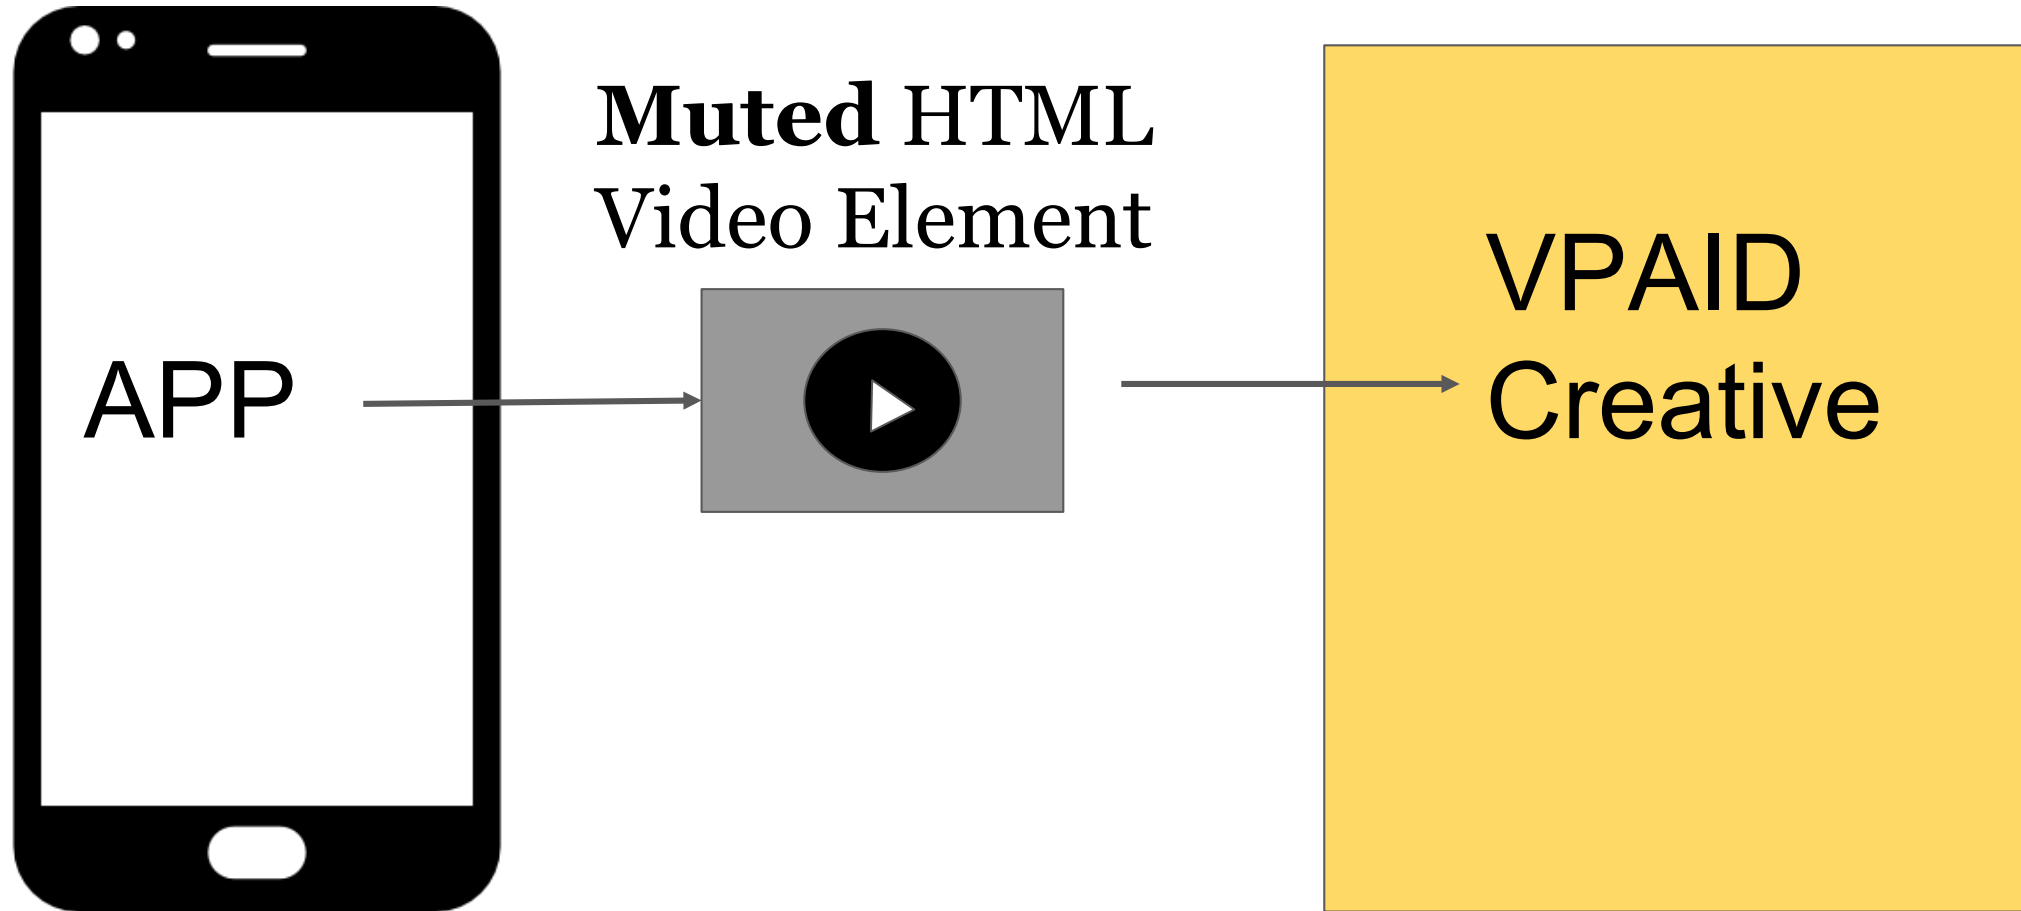 Muted HTML
Video Element
APP
VPAID
Creative